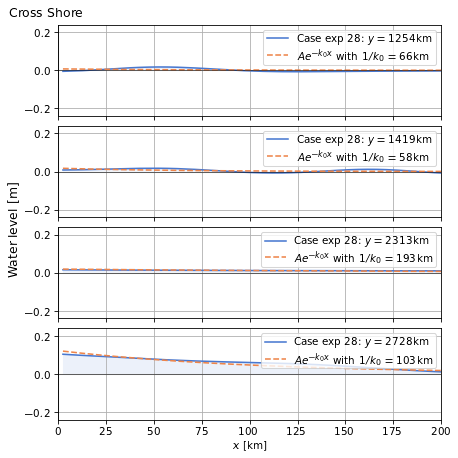 Cross Shore
0.2
0.0
−0.2
Case exp 28: y = 1254km
Ae^{−k₀x} with 1/k₀ = 66km
0.2
0.0
−0.2
Case exp 28: y = 1419km
Ae^{−k₀x} with 1/k₀ = 58km
Water level [m]
0.2
0.0
−0.2
Case exp 28: y = 2313km
Ae^{−k₀x} with 1/k₀ = 193km
0.2
0.0
−0.2
Case exp 28: y = 2728km
Ae^{−k₀x} with 1/k₀ = 103km
0 25 50 75 100 125 150 175 200
x [km]